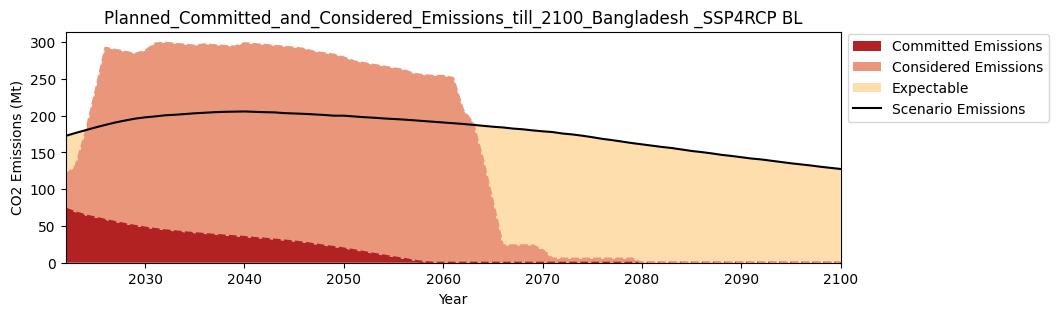 Planned_Committed_and_Considered_Emissions_till_2100_Bangladesh _SSP4RCP BL
300
250
200
150
100
50
0
CO2 Emissions (Mt)
2030
2040
2050
2060
2070
2080
2090
2100
Year
Committed Emissions
Considered Emissions
Expectable
Scenario Emissions